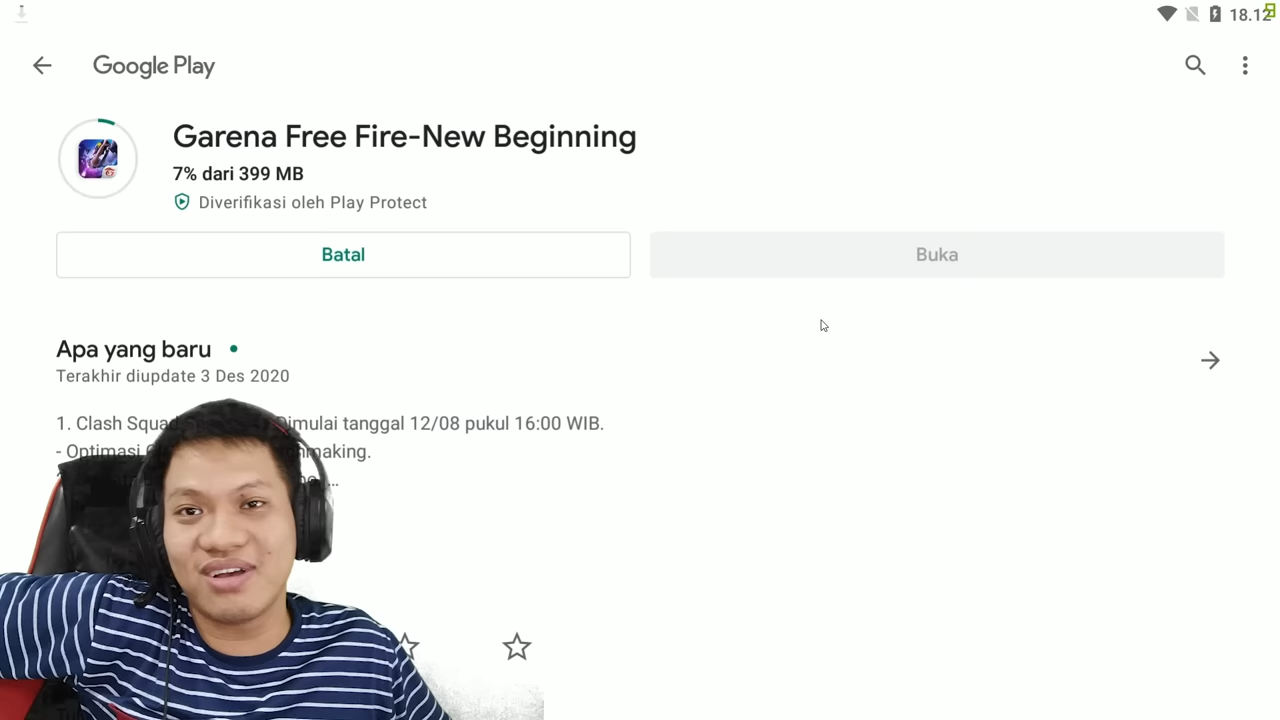 18.12
Google Play
Garena Free Fire-New Beginning
7% dari 399 MB
Diverifikasi oleh Play Protect
Batal
Buka
Apa yang baru
Terakhir diupdate 3 Des 2020
1. Clash Squad Dimulai tanggal 12/08 pukul 16:00 WIB.
- Optimasi